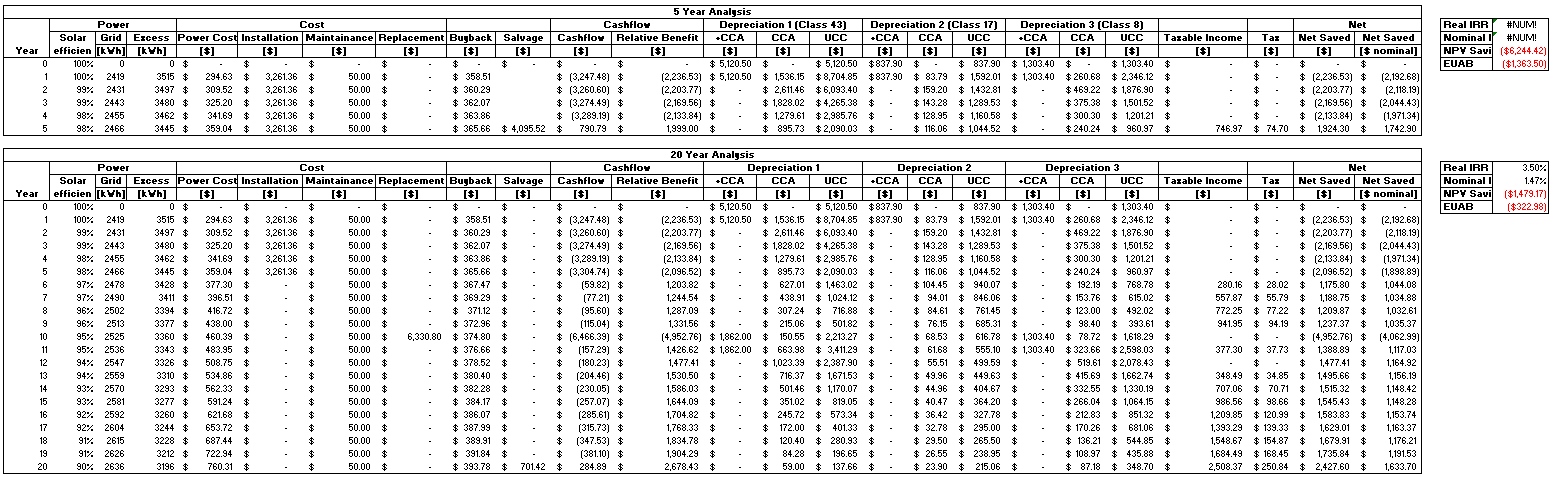 5 Year Analysis
Power Cost Cashflow Depreciation 1 (Class 43) Depreciation 2 (Class 17) Depreciation 3 (Class 8) Net Real IRR #NUM!
Solar Grid Excess Power Cost Installation Maintainance Replacement Buyback Salvage Cashflow Relative Benefit +CCA CCA UCC +CCA CCA UCC +CCA CCA UCC Taxable Income Tax Net Saved Net Saved Nominal I #NUM!
Year efficien [kWh] [kWh] [$] [$] [$] [$] [$] [$] [$] [$] [$] [$] [$] [$] [$] [$] [$] [$] [$] [$] [$] [$] [$ nominal] NPV Savi ($6,244.42)
0 100% 0 0 $ - $ - $ - $ - $ - $ - $ - $ - $ 5,120.50 $ - $ 5,120.50 $ 837.90 $ - $ 837.90 $ 1,303.40 $ - $ 1,303.40 $ - $ - $ - $ - EUAB ($1,363.50)
1 100% 2419 3515 $ 294.63 $ 3,261.36 $ 50.00 $ - $ 358.51 $ (3,247.48) $ (2,236.53) $ 5,120.50 $ 1,536.15 $ 8,704.85 $ 837.90 $ 83.79 $ 1,592.01 $ 1,303.40 $ 260.68 $ 2,346.12 $ - $ - $ (2,236.53) $ (2,192.68)
2 99% 2431 3497 $ 309.52 $ 3,261.36 $ 50.00 $ - $ 360.29 $ (3,260.60) $ (2,203.77) $ - $ 2,611.46 $ 6,093.40 $ - $ 159.20 $ 1,432.81 $ - $ 469.22 $ 1,876.90 $ - $ - $ (2,203.77) $ (2,118.19)
3 99% 2443 3480 $ 325.20 $ 3,261.36 $ 50.00 $ - $ 362.07 $ (3,274.49) $ (2,169.56) $ - $ 1,828.02 $ 4,265.38 $ - $ 143.28 $ 1,289.53 $ - $ 375.38 $ 1,501.52 $ - $ - $ (2,169.56) $ (2,044.43)
4 98% 2455 3462 $ 341.69 $ 3,261.36 $ 50.00 $ - $ 363.86 $ (3,289.19) $ (2,133.84) $ - $ 1,279.61 $ 2,985.76 $ - $ 128.95 $ 1,160.58 $ - $ 300.30 $ 1,201.21 $ - $ - $ (2,133.84) $ (1,971.34)
5 98% 2466 3445 $ 359.04 $ 3,261.36 $ 50.00 $ - $ 365.66 $ 4,095.52 $ 790.79 $ 1,999.00 $ - $ 895.73 $ 2,090.03 $ - $ 116.06 $ 1,044.52 $ - $ 240.24 $ 960.97 $ 746.97 $ 74.70 $ 1,924.30 $ 1,742.90
20 Year Analysis
Power Cost Cashflow Depreciation 1 Depreciation 2 Depreciation 3 Net Real IRR 3.50%
Solar Grid Excess Power Cost Installation Maintainance Replacement Buyback Salvage Cashflow Relative Benefit +CCA CCA UCC +CCA CCA UCC +CCA CCA UCC Taxable Income Tax Net Saved Net Saved Nominal I 1.47%
Year efficien [kWh] [kWh] [$] [$] [$] [$] [$] [$] [$] [$] [$] [$] [$] [$] [$] [$] [$] [$] [$] [$] [$] [$] [$ nominal] NPV Savi ($1,479.17)
0 100% 0 0 $ - $ - $ - $ - $ - $ - $ - $ - $ 5,120.50 $ - $ 5,120.50 $ 837.90 $ - $ 837.90 $ 1,303.40 $ - $ 1,303.40 $ - $ - $ - $ - EUAB ($322.98)
1 100% 2419 3515 $ 294.63 $ 3,261.36 $ 50.00 $ - $ 358.51 $ - $ (3,247.48) $ (2,236.53) $ 5,120.50 $ 1,536.15 $ 8,704.85 $ 837.90 $ 83.79 $ 1,592.01 $ 1,303.40 $ 260.68 $ 2,346.12 $ - $ - $ (2,236.53) $ (2,192.68)
2 99% 2431 3497 $ 309.52 $ 3,261.36 $ 50.00 $ - $ 360.29 $ - $ (3,260.60) $ (2,203.77) $ - $ 2,611.46 $ 6,093.40 $ - $ 159.20 $ 1,432.81 $ - $ 469.22 $ 1,876.90 $ - $ - $ (2,203.77) $ (2,118.19)
3 99% 2443 3480 $ 325.20 $ 3,261.36 $ 50.00 $ - $ 362.07 $ - $ (3,274.49) $ (2,169.56) $ - $ 1,828.02 $ 4,265.38 $ - $ 143.28 $ 1,289.53 $ - $ 375.38 $ 1,501.52 $ - $ - $ (2,169.56) $ (2,044.43)
4 98% 2455 3462 $ 341.69 $ 3,261.36 $ 50.00 $ - $ 363.86 $ - $ (3,289.19) $ (2,133.84) $ - $ 1,279.61 $ 2,985.76 $ - $ 128.95 $ 1,160.58 $ - $ 300.30 $ 1,201.21 $ - $ - $ (2,133.84) $ (1,971.34)
5 98% 2466 3445 $ 359.04 $ 3,261.36 $ 50.00 $ - $ 365.66 $ - $ (3,304.74) $ (2,096.52) $ - $ 895.73 $ 2,090.03 $ - $ 116.06 $ 1,044.52 $ - $ 240.24 $ 960.97 $ - $ - $ (2,096.52) $ (1,898.89)
6 97% 2478 3428 $ 377.30 $ - $ 50.00 $ - $ 367.47 $ - $ (59.82) $ 1,203.82 $ - $ 627.01 $ 1,463.02 $ - $ 104.45 $ 940.07 $ - $ 192.19 $ 768.78 $ 280.16 $ 28.02 $ 1,175.80 $ 1,044.08
7 97% 2490 3411 $ 396.51 $ - $ 50.00 $ - $ 369.29 $ - $ (77.21) $ 1,244.54 $ - $ 438.91 $ 1,024.12 $ - $ 94.01 $ 846.06 $ - $ 153.76 $ 615.02 $ 557.87 $ 55.79 $ 1,188.75 $ 1,034.88
8 96% 2502 3394 $ 416.72 $ - $ 50.00 $ - $ 371.12 $ - $ (95.60) $ 1,287.09 $ - $ 307.24 $ 716.88 $ - $ 84.61 $ 761.45 $ - $ 123.00 $ 492.02 $ 772.25 $ 77.22 $ 1,209.87 $ 1,032.61
9 96% 2513 3377 $ 438.00 $ - $ 50.00 $ - $ 372.96 $ - $ (115.04) $ 1,331.56 $ - $ 215.06 $ 501.82 $ - $ 76.15 $ 685.31 $ - $ 98.40 $ 393.61 $ 941.95 $ 94.19 $ 1,237.37 $ 1,035.37
10 95% 2525 3360 $ 460.39 $ - $ 50.00 $ 6,330.80 $ 374.80 $ - $ (6,466.39) $ (4,952.76) $ 1,862.00 $ 150.55 $ 2,213.27 $ - $ 68.53 $ 616.78 $ 1,303.40 $ 78.72 $ 1,618.29 $ - $ - $ (4,952.76) $ (4,062.99)
11 95% 2536 3343 $ 483.95 $ - $ 50.00 $ - $ 376.66 $ - $ (157.29) $ 1,426.62 $ 1,862.00 $ 663.98 $ 3,411.29 $ - $ 61.68 $ 555.10 $ 1,303.40 $ 323.66 $ 2,598.03 $ 377.30 $ 37.73 $ 1,388.89 $ 1,117.03
12 94% 2547 3326 $ 508.75 $ - $ 50.00 $ - $ 378.52 $ - $ (180.23) $ 1,477.41 $ - $ 1,023.39 $ 2,387.90 $ - $ 55.51 $ 499.59 $ - $ 519.61 $ 2,078.43 $ - $ - $ 1,477.41 $ 1,164.92
13 94% 2559 3310 $ 534.86 $ - $ 50.00 $ - $ 380.40 $ - $ (204.46) $ 1,530.50 $ - $ 716.37 $ 1,671.53 $ - $ 49.96 $ 449.63 $ - $ 415.69 $ 1,662.74 $ 348.49 $ 34.85 $ 1,495.66 $ 1,156.19
14 93% 2570 3293 $ 562.33 $ - $ 50.00 $ - $ 382.28 $ - $ (230.05) $ 1,586.03 $ - $ 501.46 $ 1,170.07 $ - $ 44.96 $ 404.67 $ - $ 332.55 $ 1,330.19 $ 707.06 $ 70.71 $ 1,515.32 $ 1,148.42
15 93% 2581 3277 $ 591.24 $ - $ 50.00 $ - $ 384.17 $ - $ (257.07) $ 1,644.09 $ - $ 351.02 $ 819.05 $ - $ 40.47 $ 364.20 $ - $ 266.04 $ 1,064.15 $ 986.56 $ 98.66 $ 1,545.43 $ 1,148.28
16 92% 2592 3260 $ 621.68 $ - $ 50.00 $ - $ 386.07 $ - $ (285.61) $ 1,704.82 $ - $ 245.72 $ 573.34 $ - $ 36.42 $ 327.78 $ - $ 212.83 $ 851.32 $ 1,209.85 $ 120.99 $ 1,583.83 $ 1,153.74
17 92% 2604 3244 $ 653.72 $ - $ 50.00 $ - $ 387.99 $ - $ (315.73) $ 1,768.33 $ - $ 172.00 $ 401.33 $ - $ 32.78 $ 295.00 $ - $ 170.26 $ 681.06 $ 1,393.29 $ 139.33 $ 1,629.01 $ 1,163.37
18 91% 2615 3228 $ 687.44 $ - $ 50.00 $ - $ 389.91 $ - $ (347.53) $ 1,834.78 $ - $ 120.40 $ 280.93 $ - $ 29.50 $ 265.50 $ - $ 136.21 $ 544.85 $ 1,548.67 $ 154.87 $ 1,679.91 $ 1,176.21
19 91% 2626 3212 $ 722.94 $ - $ 50.00 $ - $ 391.84 $ - $ (381.10) $ 1,904.29 $ - $ 84.28 $ 196.65 $ - $ 26.55 $ 238.95 $ - $ 108.97 $ 435.88 $ 1,684.49 $ 168.45 $ 1,735.84 $ 1,191.53
20 90% 2636 3196 $ 760.31 $ - $ 50.00 $ - $ 393.78 $ 701.42 $ 284.89 $ 2,678.43 $ - $ 59.00 $ 137.66 $ - $ 23.90 $ 215.06 $ - $ 87.18 $ 348.70 $ 2,508.37 $ 250.84 $ 2,427.60 $ 1,633.70